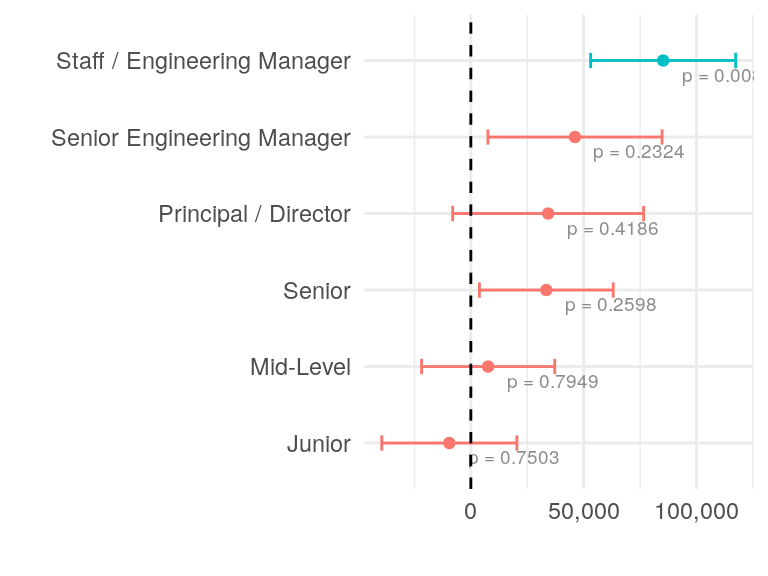 Staff / Engineering Manager
p = 0.008
Senior Engineering Manager
p = 0.2324
Principal / Director
p = 0.4186
Senior
p = 0.2598
Mid-Level
p = 0.7949
Junior
p = 0.7503
0 50,000 100,000